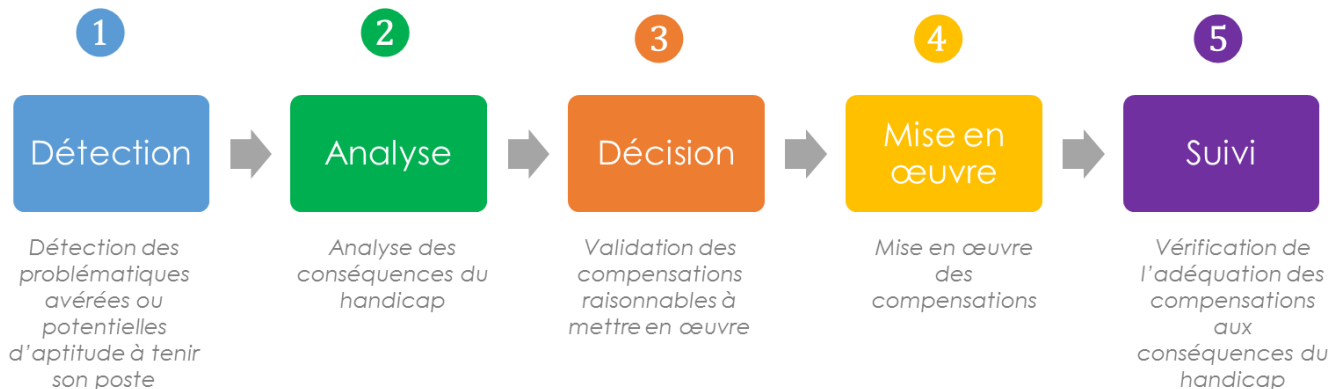 1
2
3
4
5
Détection
Analyse
Décision
Mise en
œuvre
Suivi
Détection des
problématiques
avérées ou
potentielles
d'aptitude à tenir
son poste
Analyse des
conséquences du
handicap
Validation des
compensations
raisonnables à
mettre en œuvre
Mise en œuvre
des
compensations
Vérification de
l'adéquation des
compensations
aux
conséquences du
handicap